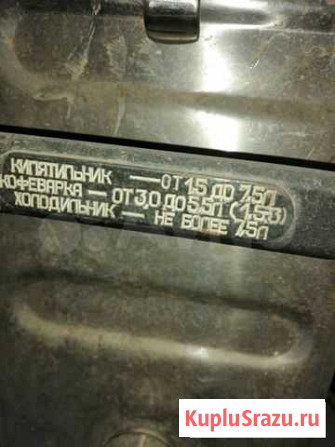 КИПЯТИЛЬНИК — ОТ 1,5 ДО 7,5Л
КОФЕВАРКА — ОТ 3,0 ДО 5,5Л (1,5В)
ХОЛОДИЛЬНИК — НЕ БОЛЕЕ 7,5Л
KupluSrazu.ru